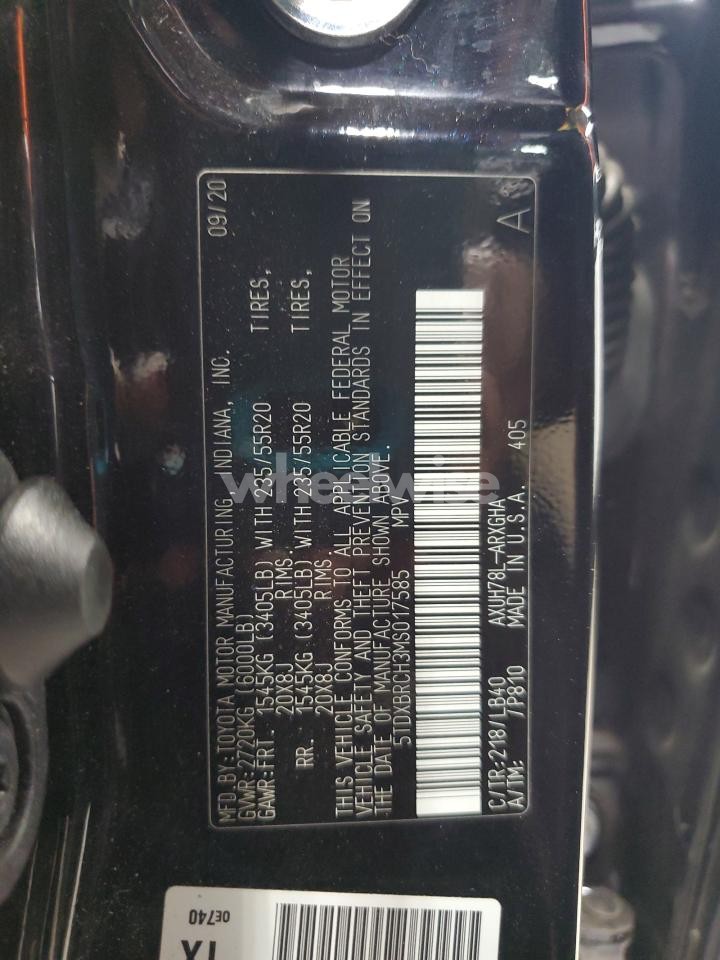 MFD.BY:TOYOTA MOTOR MANUFACTURING, INDIANA, INC. 09/20
GVWR:2720KG (6000LB)
GAWR:FRT. 1545KG (3405LB) WITH 235/55R20 TIRES,
20X8J RIMS.
RR. 1545KG (3405LB) WITH 235/55R20 TIRES,
20X8J RIMS.
THIS VEHICLE CONFORMS TO ALL APPLICABLE FEDERAL MOTOR
VEHICLE SAFETY AND THEFT PREVENTION STANDARDS IN EFFECT ON
THE DATE OF MANUFACTURE SHOWN ABOVE.
5TDXBRCH3MS017585 MPV
C/TR:218/LB40 AXUH78L-ARXGHA
A/TM: /P810 MADE IN U.S.A. 405
A
wheelwise
OE740